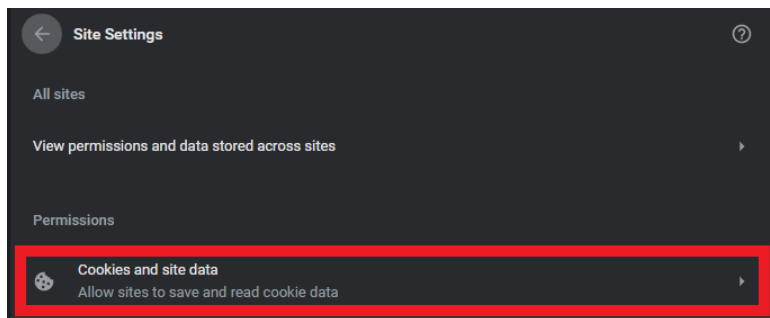 Site Settings
All sites
View permissions and data stored across sites
Permissions
Cookies and site data
Allow sites to save and read cookie data